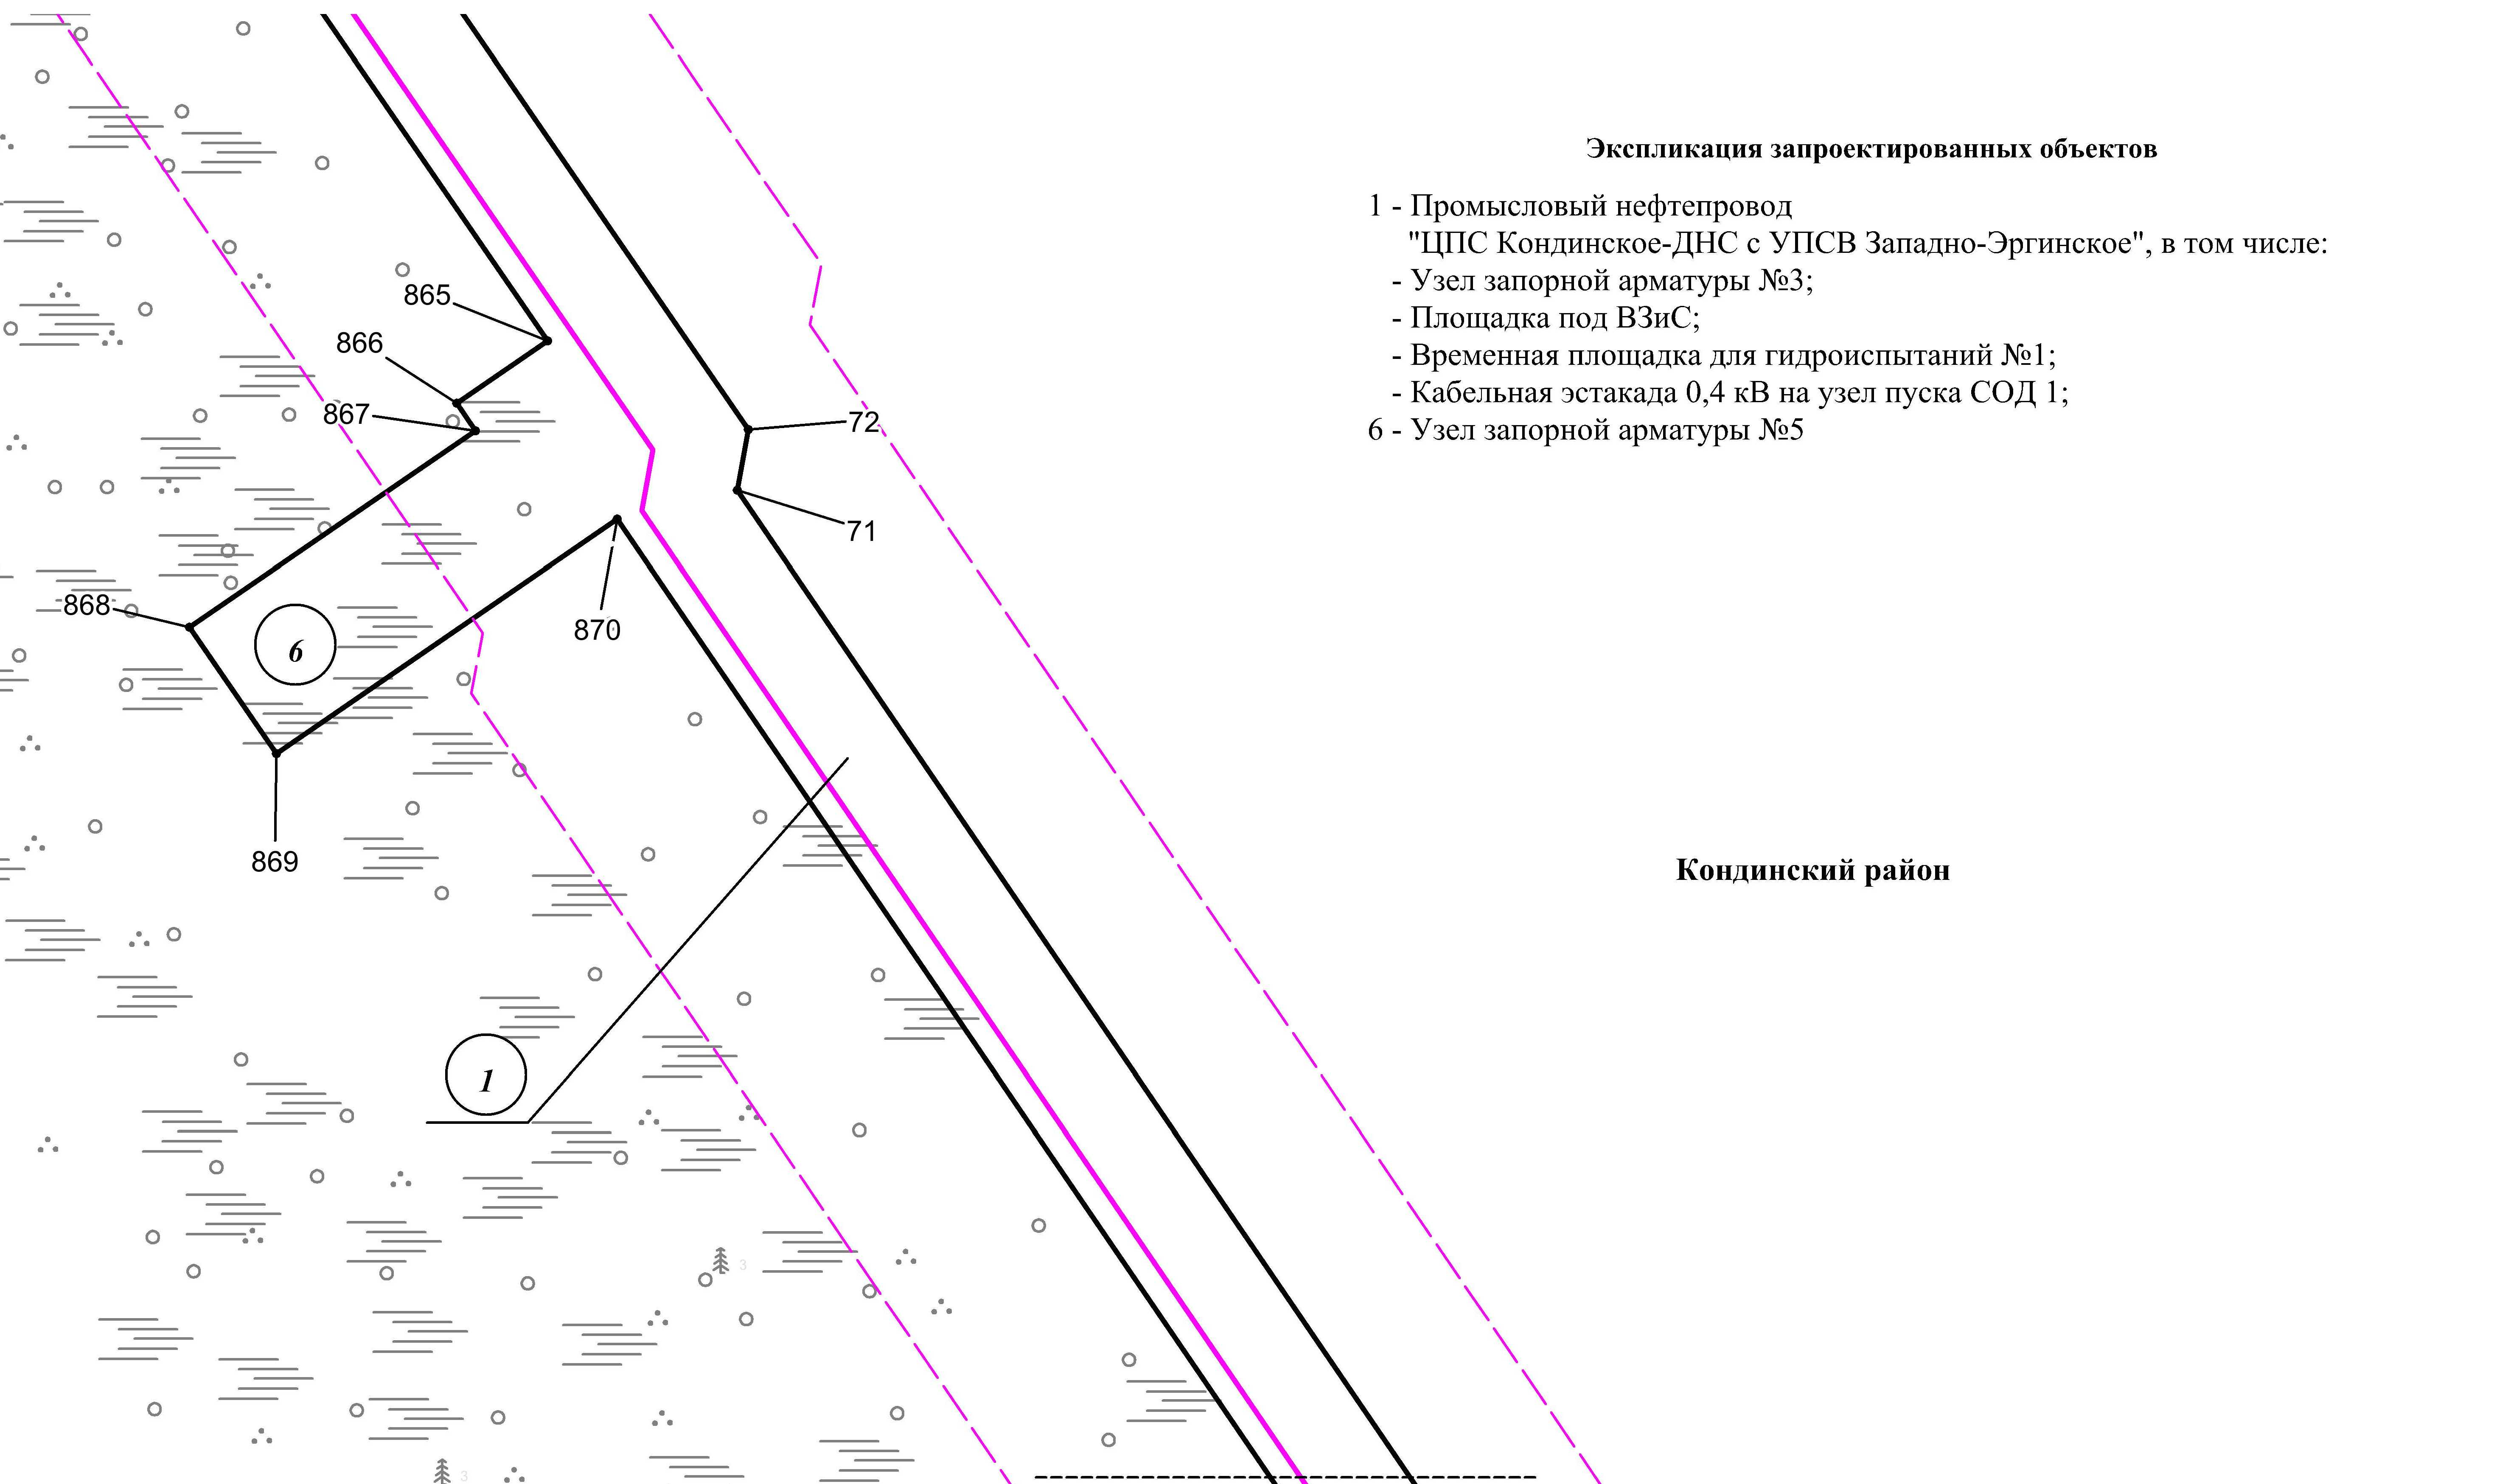 Экспликация запроектированных объектов
1 - Промысловый нефтепровод
"ЦПС Кондинское-ДНС с УПСВ Западно-Эргинское", в том числе:
- Узел запорной арматуры №3;
- Площадка под ВЗиС;
- Временная площадка для гидроиспытаний №1;
- Кабельная эстакада 0,4 кВ на узел пуска СОД 1;
6 - Узел запорной арматуры №5
865
866
867
72
71
868
6
870
869
Кондинский район
1
3
3